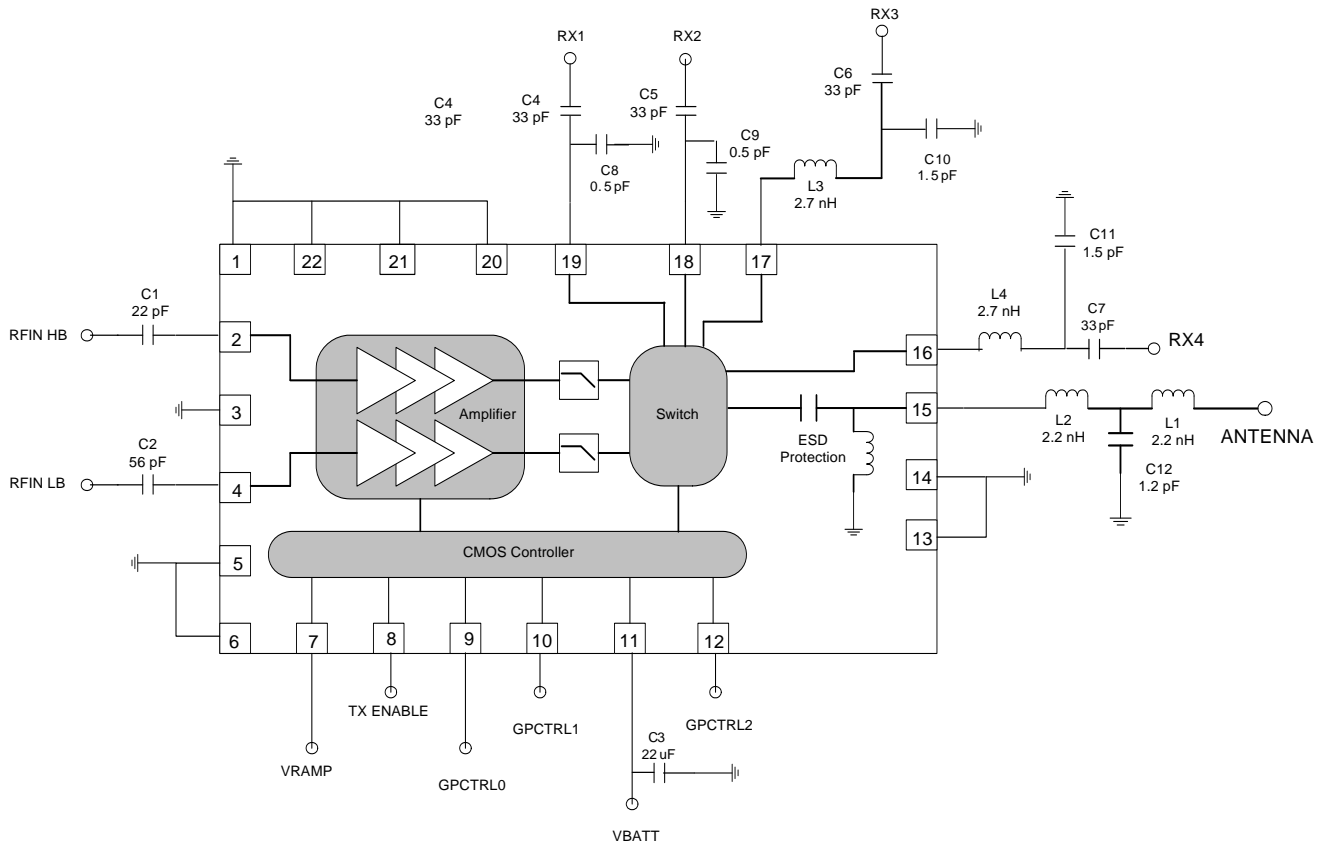 RX3
RX1
RX2
C6
33 pF
C4
33 pF
C4
33 pF
C5
33 pF
C9
0.5 pF
C8
0.5 pF
C10
1.5 pF
L3
2.7 nH
C11
1.5 pF
1
22
21
20
19
18
17
L4
2.7 nH
C7
33 pF
RX4
C1
22 pF
RFIN HB
2
16
3
Amplifier
Switch
15
L2
2.2 nH
L1
2.2 nH
ANTENNA
C2
56 pF
ESD
Protection
C12
1.2 pF
RFIN LB
4
14
13
5
CMOS Controller
6
7
8
9
10
11
12
TX ENABLE
GPCTRL1
GPCTRL2
C3
22 uF
VRAMP
GPCTRL0
VBATT